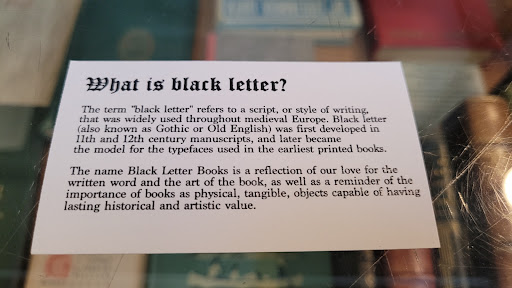 What is black letter?
The term "black letter" refers to a script, or style of writing,
that was widely used throughout medieval Europe. Black letter
(also known as Gothic or Old English) was first developed in
11th and 12th century manuscripts, and later became
the model for the typefaces used in the earliest printed books.
The name Black Letter Books is a reflection of our love for the
written word and the art of the book, as well as a reminder of the
importance of books as physical, tangible, objects capable of having
lasting historical and artistic value.